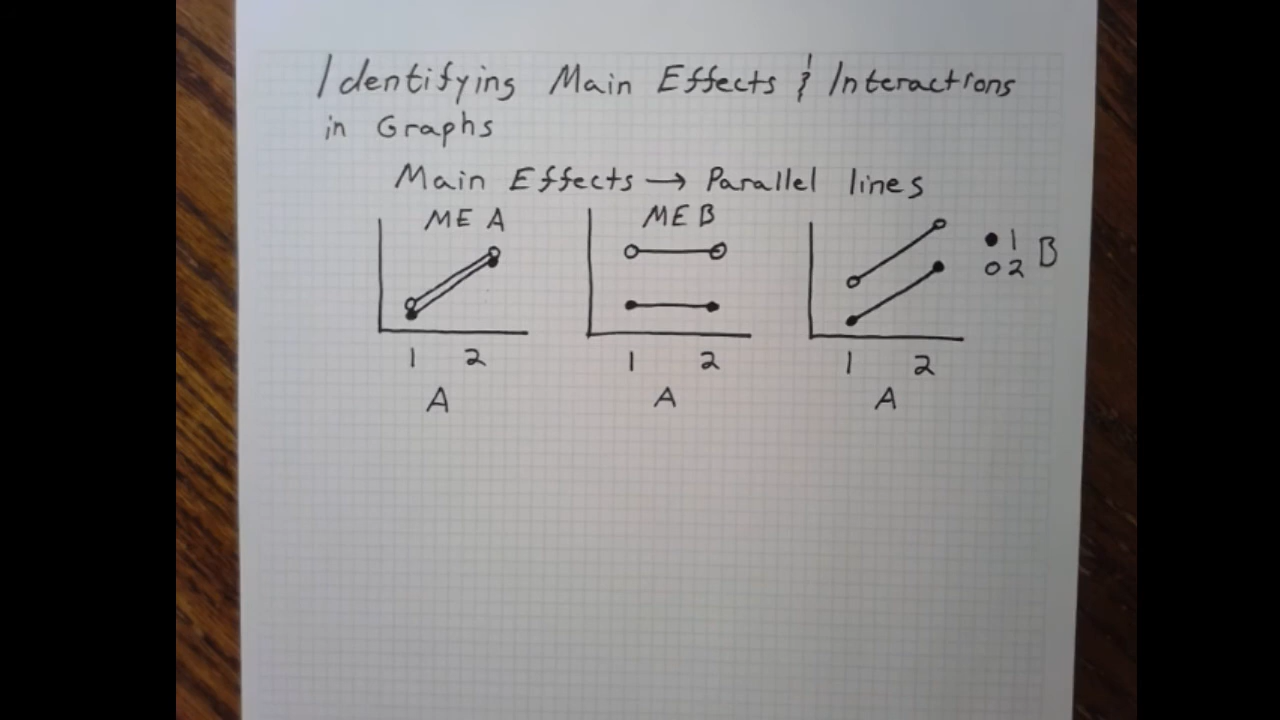 Identifying Main Effects & Interactions
in Graphs
Main Effects → Parallel lines
ME A
ME B
● 1
○ 2
B
1 2
A
1 2
A
1 2
A